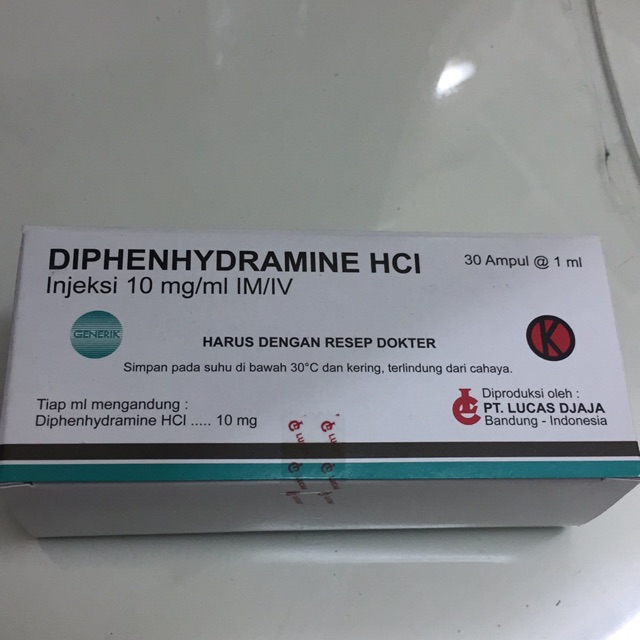 DIPHENHYDRAMINE HCl
30 Ampul @ 1 ml
Injeksi 10 mg/ml IM/IV
GENERIK
HARUS DENGAN RESEP DOKTER
K
Simpan pada suhu di bawah 30°C dan kering, terlindung dari cahaya.
Tiap ml mengandung :
Diphenhydramine HCl ..... 10 mg
Diproduksi oleh :
PT. LUCAS DJAJA
Bandung - Indonesia